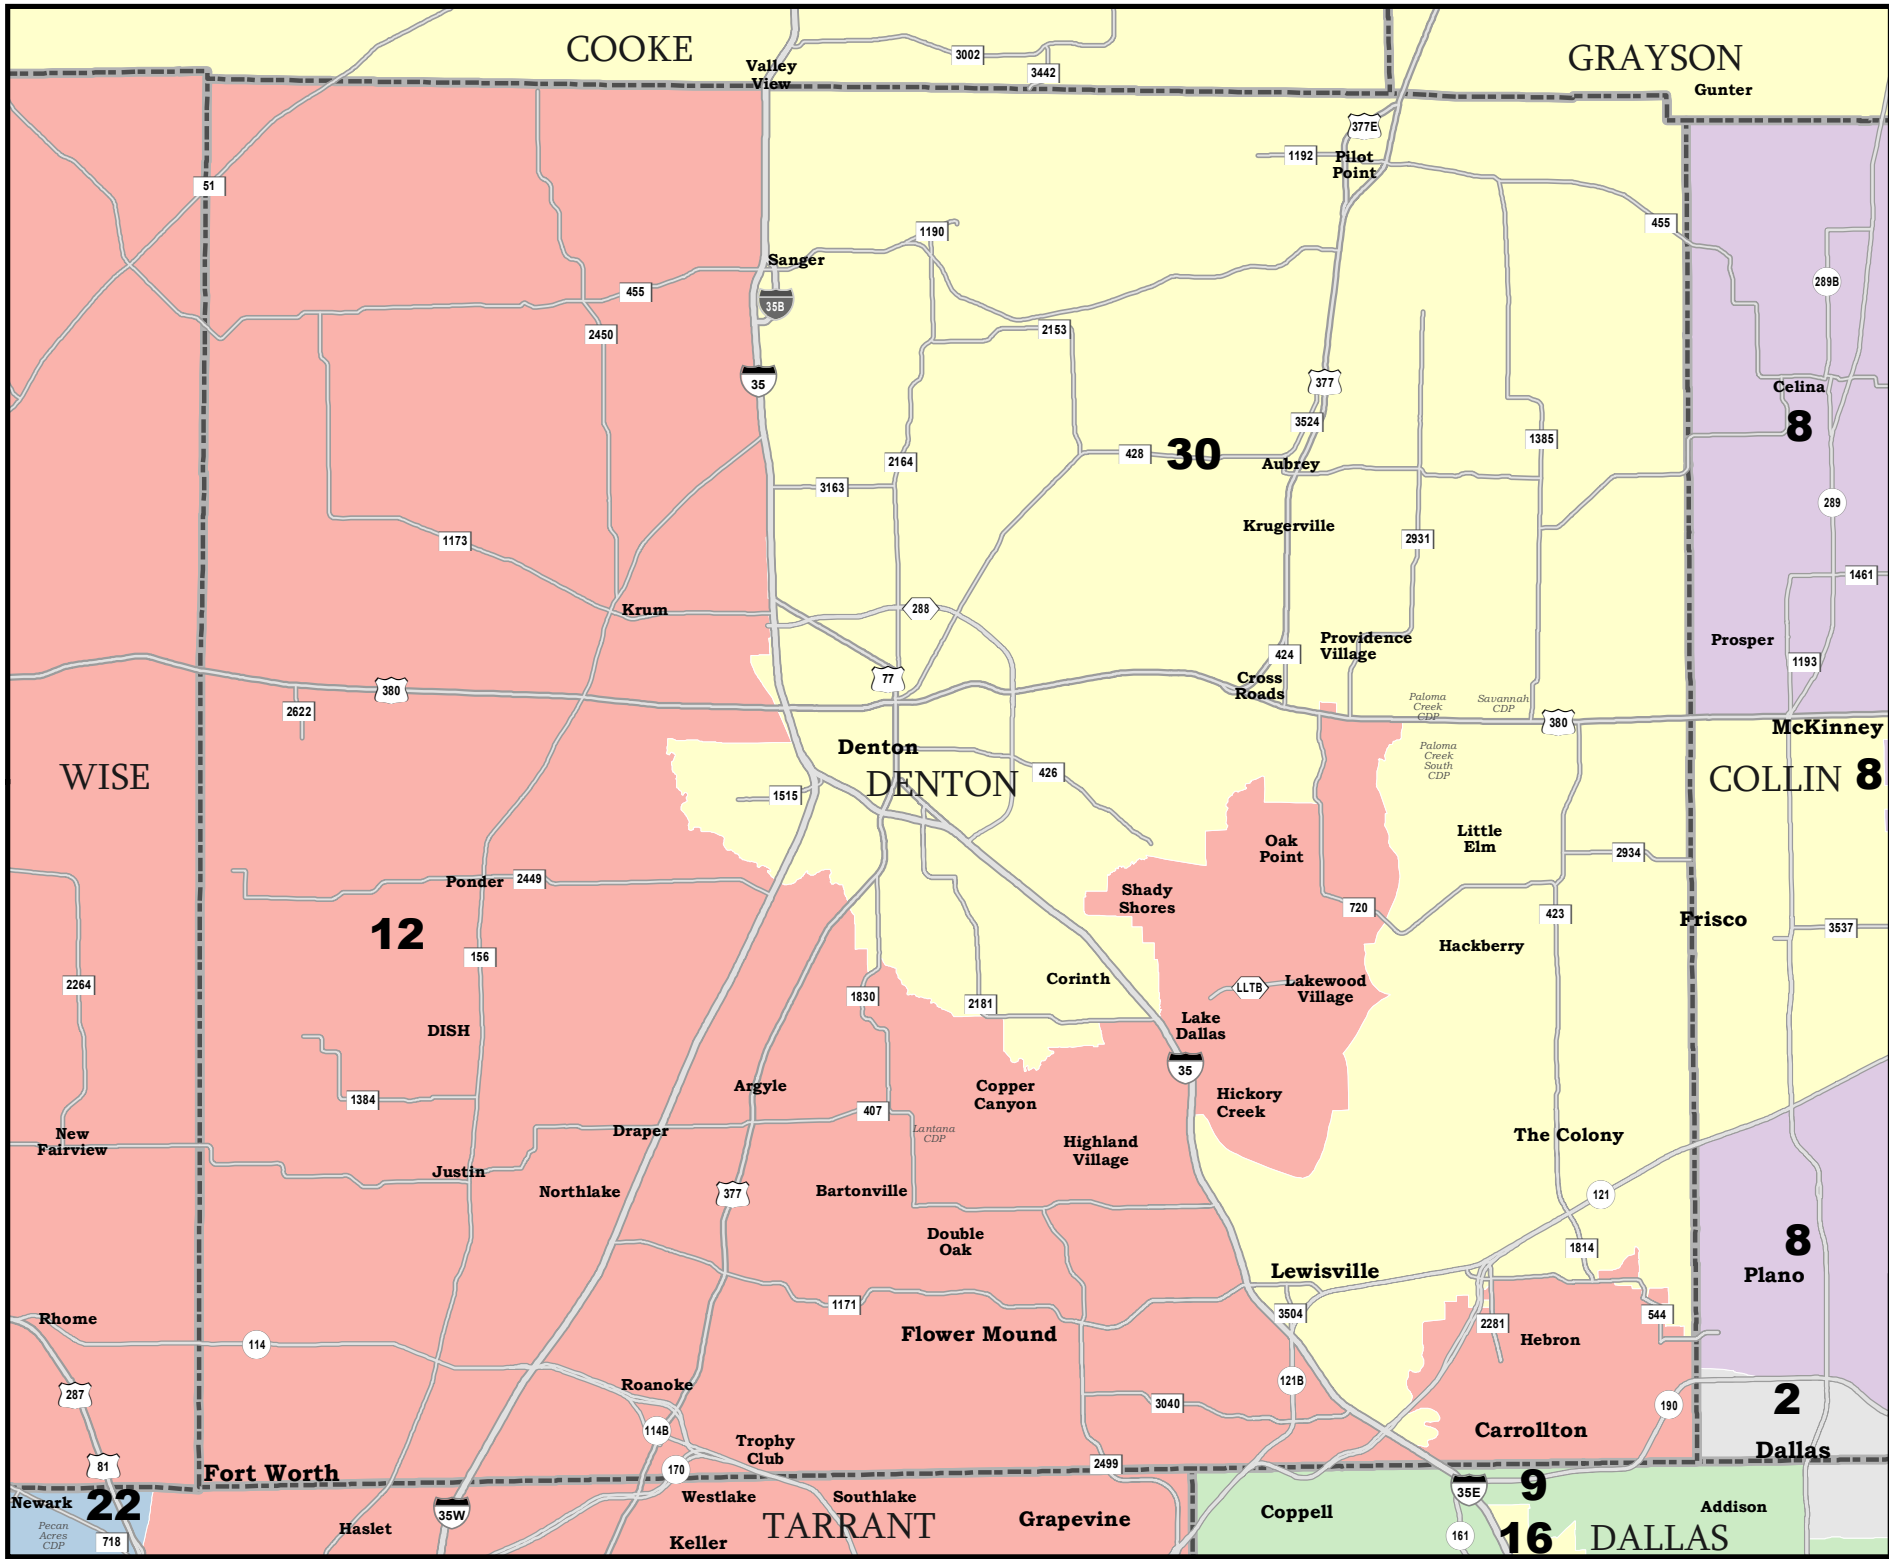 COOKE
GRAYSON
3002
Valley
View
3442
Gunter
377E
1192
Pilot
Point
51
455
1190
Sanger
289B
455
35B
2450
2153
35
377
Celina
8
3524
1385
2164
428
30
Aubrey
3163
289
Krugerville
1173
2931
1461
Krum
288
Providence
Village
Prosper
424
1193
77
Cross
Roads
380
2622
Paloma
Creek
CDP
Savannah
CDP
380
McKinney
Denton
Paloma
Creek
South
CDP
WISE
DENTON
426
COLLIN
8
1515
Little
Elm
Oak
Point
2934
Ponder
2449
Shady
Shores
720
423
Frisco
12
3537
156
Hackberry
2264
Corinth
LLTB
Lakewood
Village
1830
2181
Lake
Dallas
DISH
35
Argyle
Copper
Canyon
Hickory
Creek
1384
407
Draper
Lantana
CDP
The Colony
New
Fairview
Highland
Village
Justin
Northlake
377
Bartonville
121
Double
Oak
1814
8
Plano
Lewisville
1171
3504
544
Rhome
2281
Flower Mound
Hebron
114
287
Roanoke
121B
3040
190
2
114B
Carrollton
Trophy
Club
Dallas
81
Fort Worth
170
2499
Newark
22
35E
9
Westlake
Southlake
Addison
35W
Coppell
Pecan
Acres
CDP
Haslet
TARRANT
Grapevine
161
16
DALLAS
718
Keller